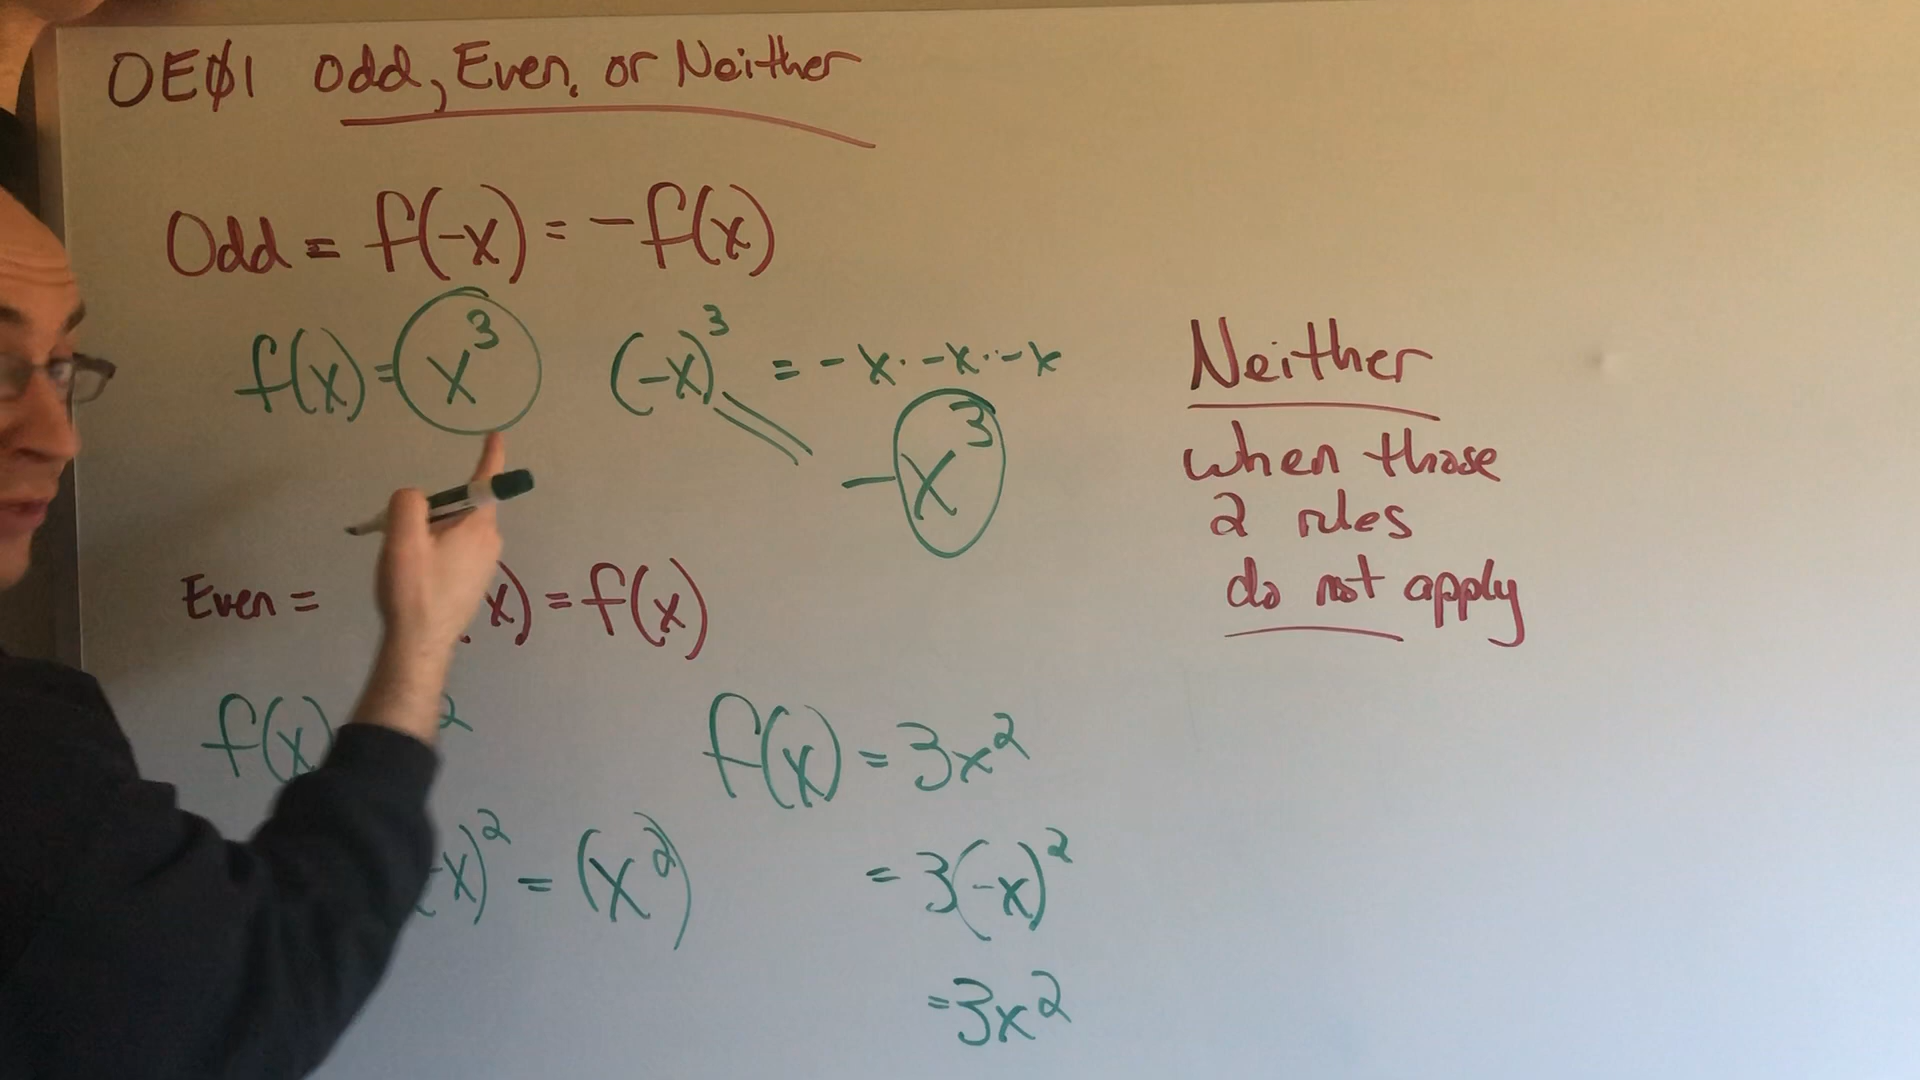 OE01 Odd, Even, or Neither
Odd = f(-x) = -f(x)
f(x) = x³ (-x)³ = -x · -x · -x
-x³
Even = x) = f(x)
f(x) 2
x)² = (x²)
f(x) = 3x²
= 3(-x)²
= 3x²
Neither
when those
2 rules
do not apply